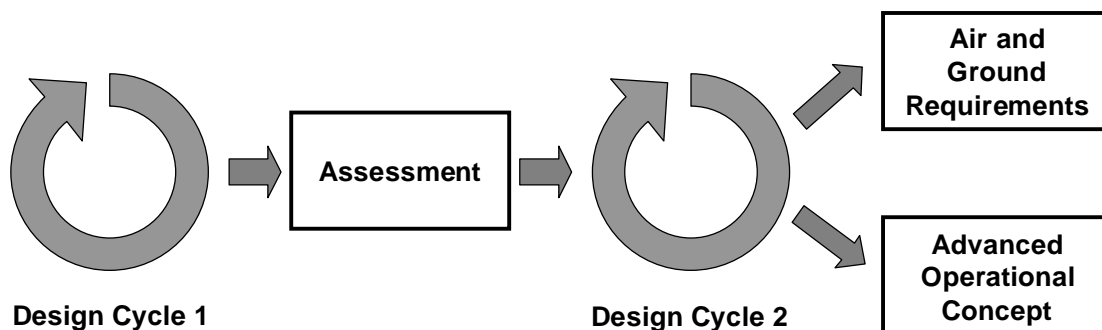 Design Cycle 1
Assessment
Design Cycle 2
Air and
Ground
Requirements
Advanced
Operational
Concept